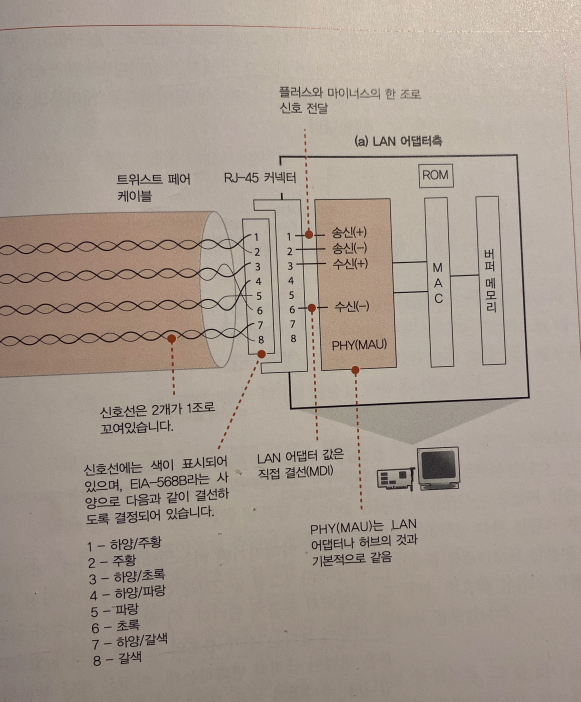 플러스와 마이너스의 한 조로
신호 전달
(a) LAN 어댑터측
트위스트 페어
케이블
RJ-45 커넥터
ROM
1
2
3
4
5
6
7
8
1
2
3
4
5
6
7
8
송신(+)
송신(-)
수신(+)
수신(-)
PHY(MAU)
MAC
버퍼 메모리
신호선은 2개가 1조로
꼬여있습니다.
신호선에는 색이 표시되어
있으며, EIA-568B라는 사
양으로 다음과 같이 결선하
도록 결정되어 있습니다.
1 - 하양/주황
2 - 주황
3 - 하양/초록
4 - 하양/파랑
5 - 파랑
6 - 초록
7 - 하양/갈색
8 - 갈색
LAN 어댑터 값은
직접 결선(MDI)
PHY(MAU)는 LAN
어댑터나 허브의 것과
기본적으로 같음